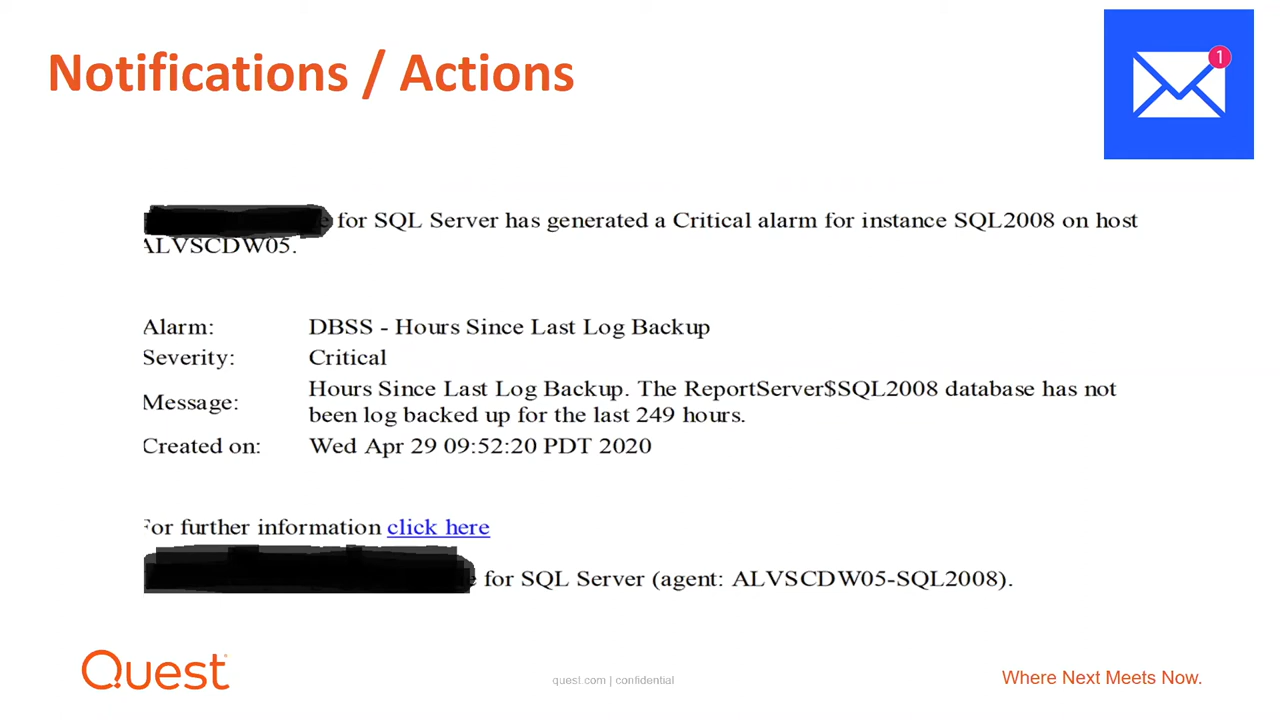 Notifications / Actions
1
for SQL Server has generated a Critical alarm for instance SQL2008 on host
ALVSCDW05.
Alarm: DBSS - Hours Since Last Log Backup
Severity: Critical
Message: Hours Since Last Log Backup. The ReportServer$SQL2008 database has not
been log backed up for the last 249 hours.
Created on: Wed Apr 29 09:52:20 PDT 2020
For further information click here
for SQL Server (agent: ALVSCDW05-SQL2008).
Quest
quest.com | confidential
Where Next Meets Now.